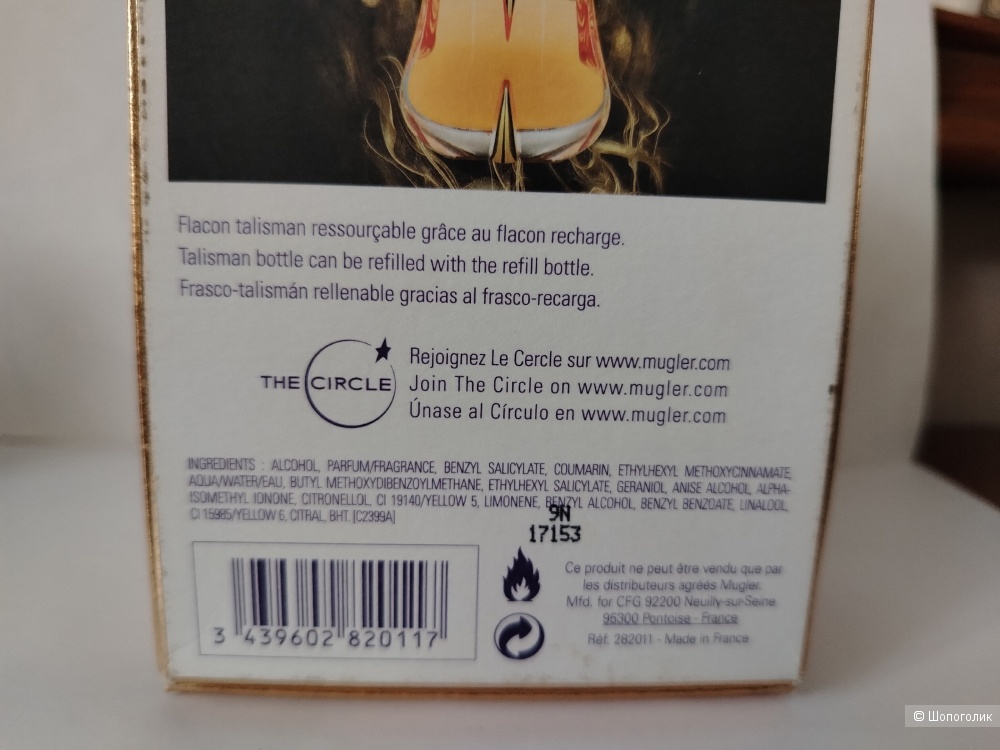 Flacon talisman ressourçable grâce au flacon recharge.
Talisman bottle can be refilled with the refill bottle.
Frasco-talismán rellenable gracias al frasco-recarga.
THE CIRCLE
Rejoignez Le Cercle sur www.mugler.com
Join The Circle on www.mugler.com
Únase al Círculo en www.mugler.com
INGREDIENTS : ALCOHOL, PARFUM/FRAGRANCE, BENZYL SALICYLATE, COUMARIN, ETHYLHEXYL METHOXYCINNAMATE,
AQUA/WATER/EAU, BUTYL METHOXYDIBENZOYLMETHANE, ETHYLHEXYL SALICYLATE, GERANIOL, ANISE ALCOHOL, ALPHA-
ISOMETHYL IONONE, CITRONELLOL, CI 19140/YELLOW 5, LIMONENE, BENZYL ALCOHOL, BENZYL BENZOATE, LINALOOL,
CI 15985/YELLOW 6, CITRAL, BHT. [C2399A]
9N
17153
3 439602 820117
Ce produit ne peut être vendu que par
les distributeurs agréés Mugler.
Mfd. for CFG 92200 Neuilly-sur-Seine
95300 Pontoise - France
Réf. 282011 - Made in France
© Шопоголик